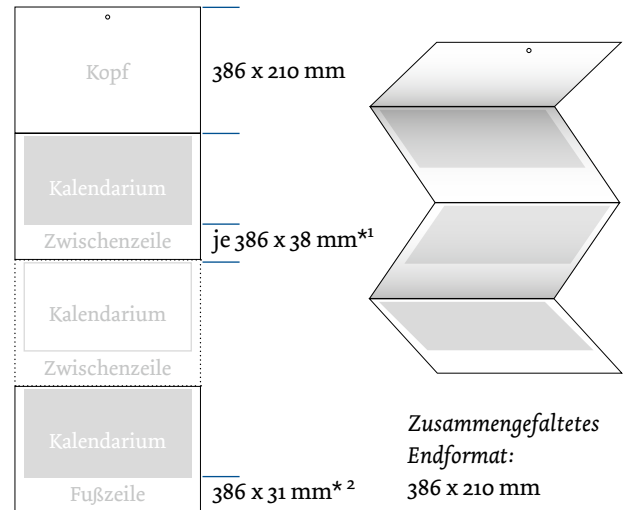 Kopf
386 x 210 mm
Kalendarium
Zwischenzeile
je 386 x 38 mm*¹
Kalendarium
Zwischenzeile
Kalendarium
Fußzeile
386 x 31 mm* ²
Zusammengefaltetes
Endformat:
386 x 210 mm